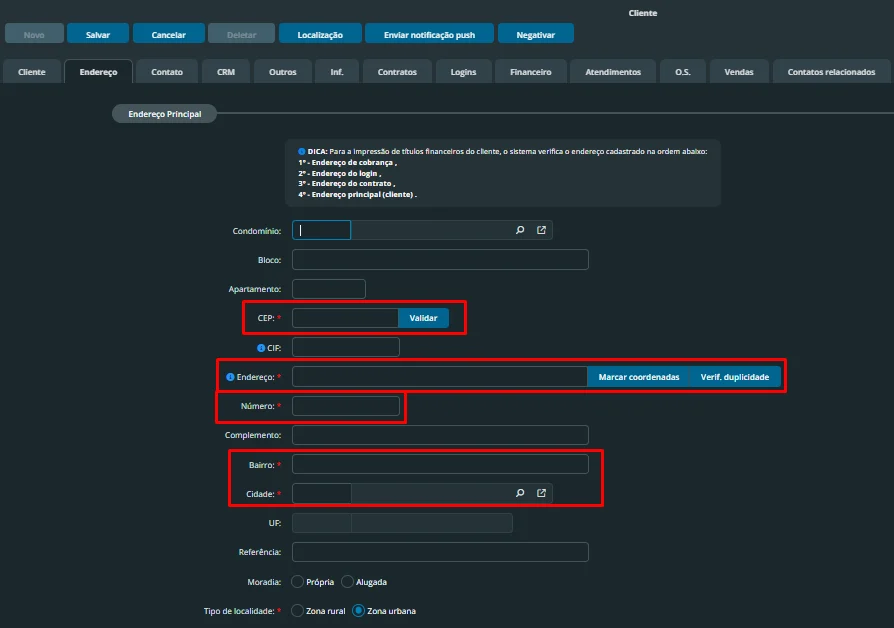 Cliente
Novo Salvar Cancelar Deletar Localização Enviar notificação push Negativar
Cliente Endereço Contato CRM Outros Inf. Contratos Logins Financeiro Atendimentos O.S. Vendas Contatos relacionados
Endereço Principal
DICA: Para a impressão de títulos financeiros do cliente, o sistema verifica o endereço cadastrado na ordem abaixo:
1º - Endereço de cobrança ,
2º - Endereço do login ,
3º - Endereço do contrato ,
4º - Endereço principal (cliente) .
Condomínio:
Bloco:
Apartamento:
CEP: * Validar
CIF:
Endereço: * Marcar coordenadas Verif. duplicidade
Número: *
Complemento:
Bairro: *
Cidade: *
UF:
Referência:
Moradia: Própria Alugada
Tipo de localidade: * Zona rural Zona urbana